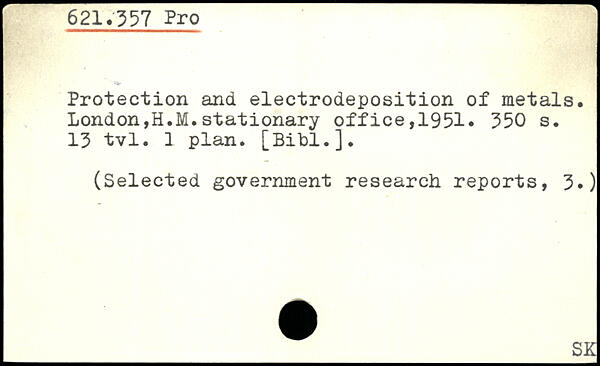 621.357 Pro
Protection and electrodeposition of metals.
London,H.M.stationary office,1951. 350 s.
13 tvl. 1 plan. [Bibl.].
(Selected government research reports, 3.)
SK